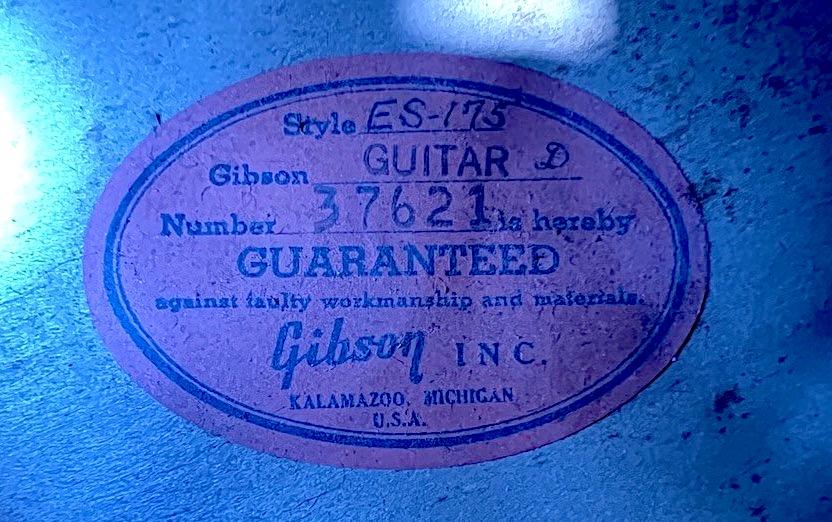 Style ES-175
Gibson GUITAR D
Number 37621 is hereby
GUARANTEED
against faulty workmanship and materials.
Gibson INC.
KALAMAZOO, MICHIGAN
U.S.A.